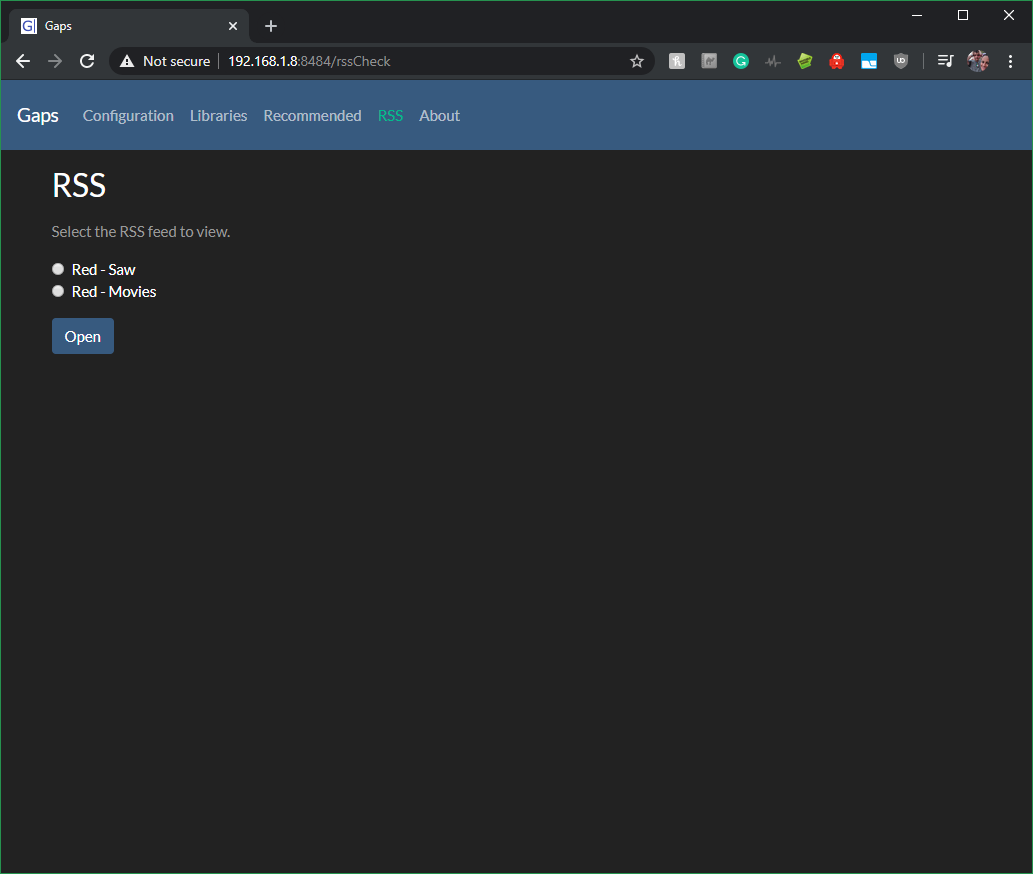 G Gaps
Not secure 192.168.1.8:8484/rssCheck
Gaps Configuration Libraries Recommended RSS About
RSS
Select the RSS feed to view.
Red - Saw
Red - Movies
Open